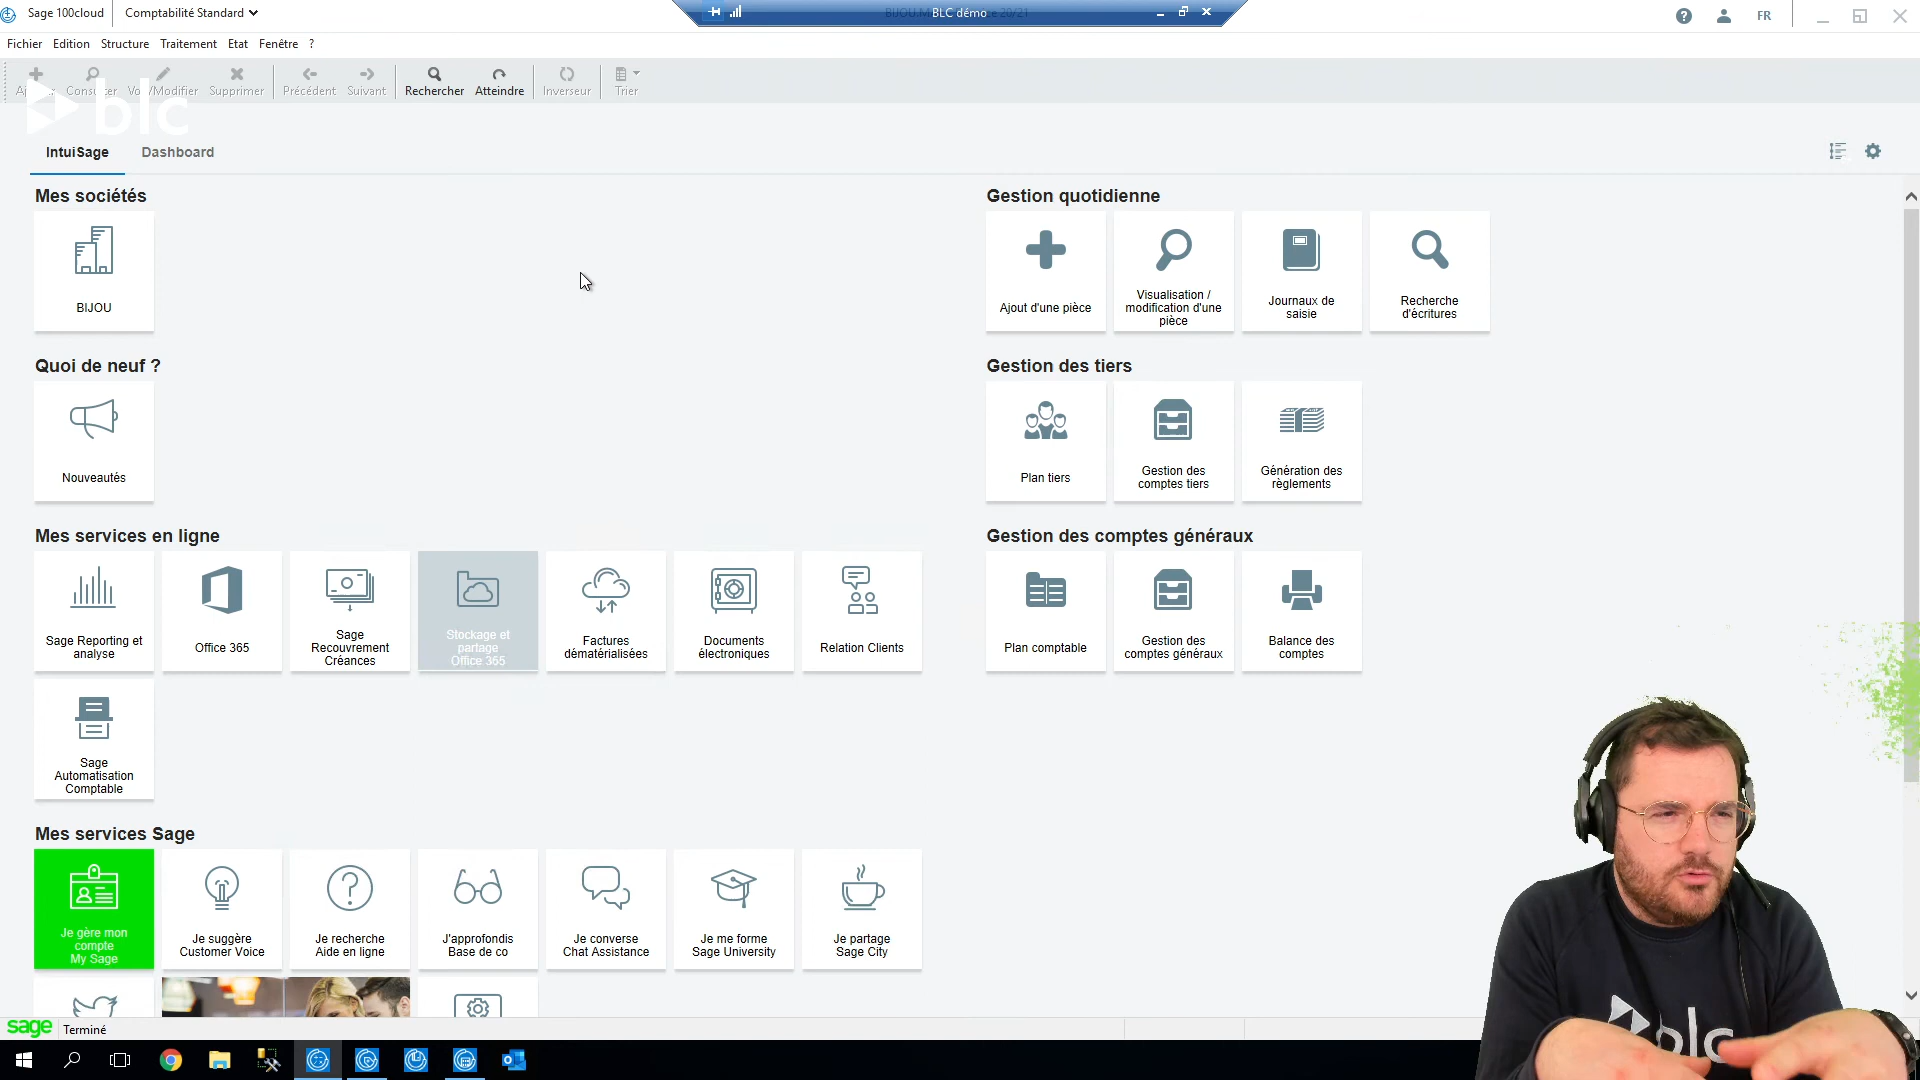 Sage 100cloud
Comptabilité Standard
BLC démo
FR
Fichier
Edition
Structure
Traitement
Etat
Fenêtre
?
Voir/Modifier
Supprimer
Précédent
Suivant
Rechercher
Atteindre
Inverseur
Trier
blc
IntuiSage
Dashboard
Mes sociétés
BIJOU
Quoi de neuf ?
Nouveautés
Mes services en ligne
Sage Reporting et
analyse
Office 365
Sage
Recouvrement
Créances
Stockage et
partage
Office 365
Factures
dématérialisées
Documents
électroniques
Relation Clients
Sage
Automatisation
Comptable
Mes services Sage
Je gère mon
compte
My Sage
Je suggère
Customer Voice
Je recherche
Aide en ligne
J'approfondis
Base de co
Je converse
Chat Assistance
Je me forme
Sage University
Je partage
Sage City
Gestion quotidienne
Ajout d'une pièce
Visualisation /
modification d'une
pièce
Journaux de
saisie
Recherche
d'écritures
Gestion des tiers
Plan tiers
Gestion des
comptes tiers
Génération des
règlements
Gestion des comptes généraux
Plan comptable
Gestion des
comptes généraux
Balance des
comptes
sage
Terminé
blc